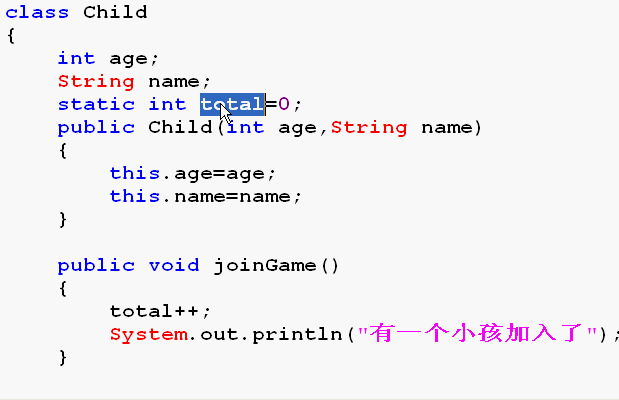 class Child
{
int age;
String name;
static int total=0;
public Child(int age,String name)
{
this.age=age;
this.name=name;
}
public void joinGame()
{
total++;
System.out.println("有一个小孩加入了");
}